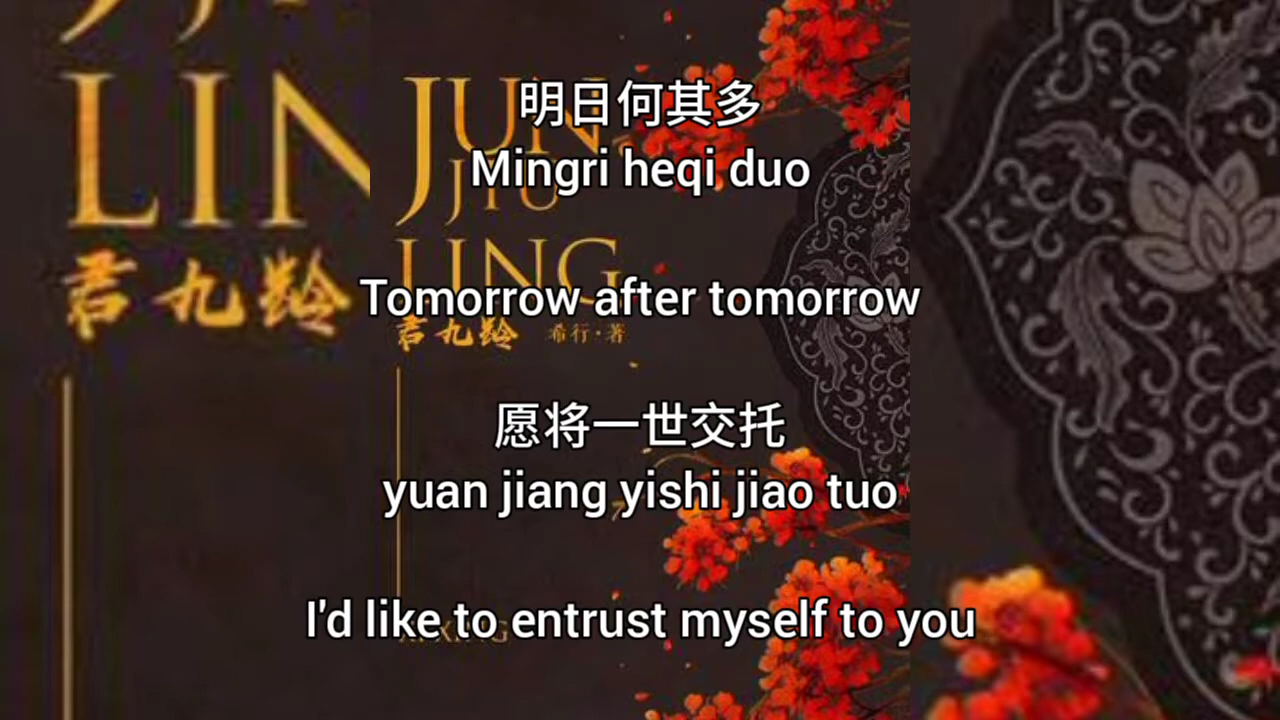 LIN
君九龄
JUN
JIU
LING
君九龄 希行·著
明日何其多
Mingri heqi duo
Tomorrow after tomorrow
愿将一世交托
yuan jiang yishi jiao tuo
I'd like to entrust myself to you